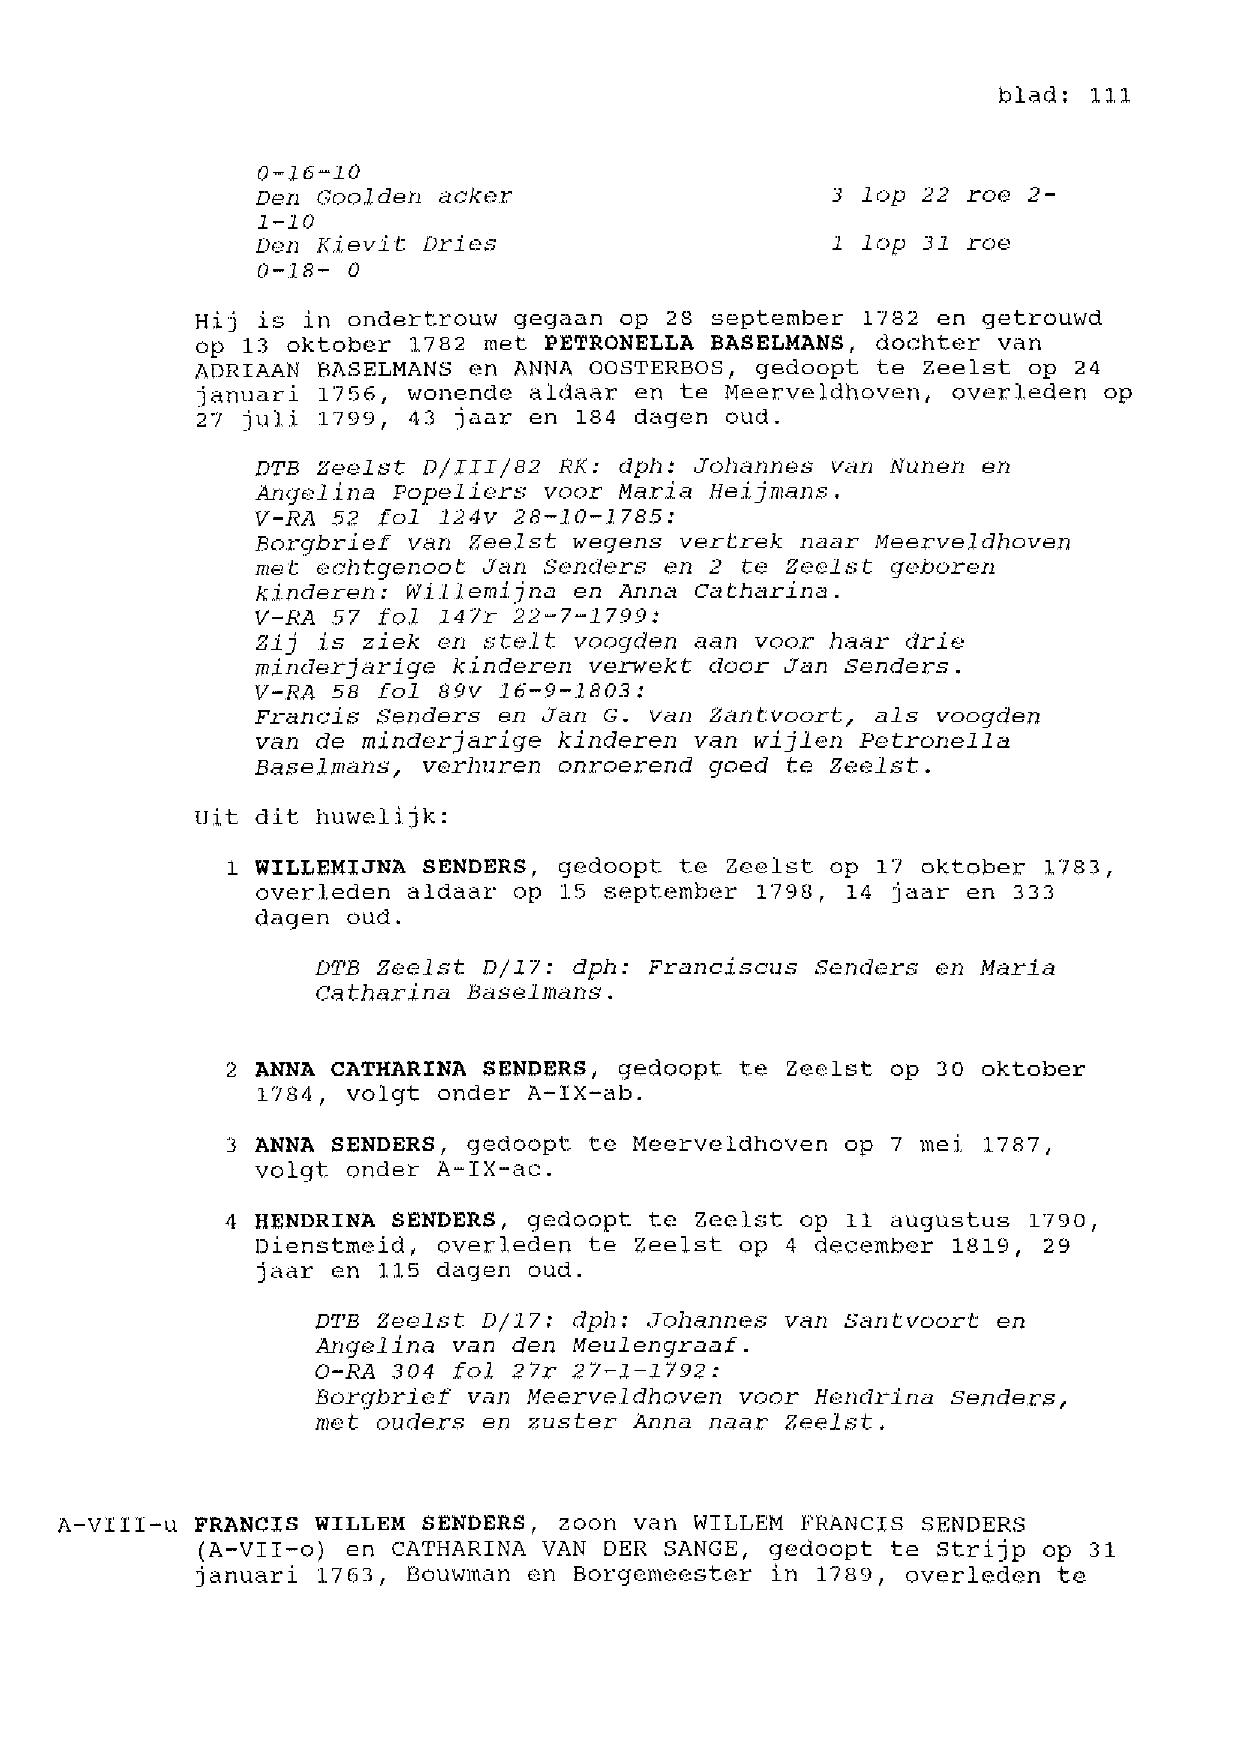 blad: 111
0-16-10
Den Goolden acker 3 lop 22 roe 2-
1-10
Den Kievit Dries 1 lop 31 roe
0-18- 0
Hij is in ondertrouw gegaan op 28 september 1782 en getrouwd
op 13 oktober 1782 met PETRONELLA BASELMANS, dochter van
ADRIAAN BASELMANS en ANNA OOSTERBOS, gedoopt te Zeelst op 24
januari 1756, wonende aldaar en te Meerveldhoven, overleden op
27 juli 1799, 43 jaar en 184 dagen oud.
DTB Zeelst D/III/82 RK: dph: Johannes van Nunen en
Angelina Popeliers voor Maria Heijmans.
V-RA 52 fol 124v 28-10-1785:
Borgbrief van Zeelst wegens vertrek naar Meerveldhoven
met echtgenoot Jan Senders en 2 te Zeelst geboren
kinderen: Willemijna en Anna Catharina.
V-RA 57 fol 147r 22-7-1799:
Zij is ziek en stelt voogden aan voor haar drie
minderjarige kinderen verwekt door Jan Senders.
V-RA 58 fol 89v 16-9-1803:
Francis Senders en Jan G. van Zantvoort, als voogden
van de minderjarige kinderen van wijlen Petronella
Baselmans, verhuren onroerend goed te Zeelst.
Uit dit huwelijk:
1 WILLEMIJNA SENDERS, gedoopt te Zeelst op 17 oktober 1783,
overleden aldaar op 15 september 1798, 14 jaar en 333
dagen oud.
DTB Zeelst D/17: dph: Franciscus Senders en Maria
Catharina Baselmans.
2 ANNA CATHARINA SENDERS, gedoopt te Zeelst op 30 oktober
1784, volgt onder A-IX-ab.
3 ANNA SENDERS, gedoopt te Meerveldhoven op 7 mei 1787,
volgt onder A-IX-ac.
4 HENDRINA SENDERS, gedoopt te Zeelst op 11 augustus 1790,
Dienstmeid, overleden te Zeelst op 4 december 1819, 29
jaar en 115 dagen oud.
DTB Zeelst D/17: dph: Johannes van Santvoort en
Angelina van den Meulengraaf.
O-RA 304 fol 27r 27-1-1792:
Borgbrief van Meerveldhoven voor Hendrina Senders,
met ouders en zuster Anna naar Zeelst.
A-VIII-u FRANCIS WILLEM SENDERS, zoon van WILLEM FRANCIS SENDERS
(A-VII-o) en CATHARINA VAN DER SANGE, gedoopt te Strijp op 31
januari 1763, Bouwman en Borgemeester in 1789, overleden te